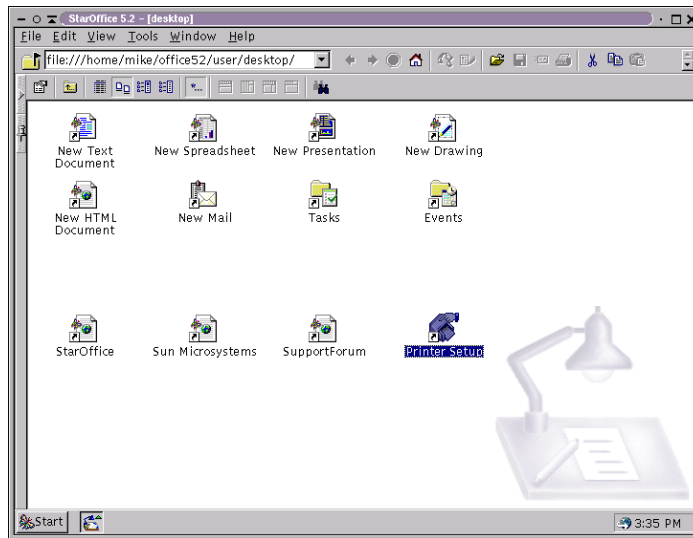 StarOffice 5.2 - [desktop]
File Edit View Tools Window Help
file:///home/mike/office52/user/desktop/
New Text Document
New Spreadsheet
New Presentation
New Drawing
New HTML Document
New Mail
Tasks
Events
StarOffice
Sun Microsystems
SupportForum
Printer Setup
Start
3:35 PM